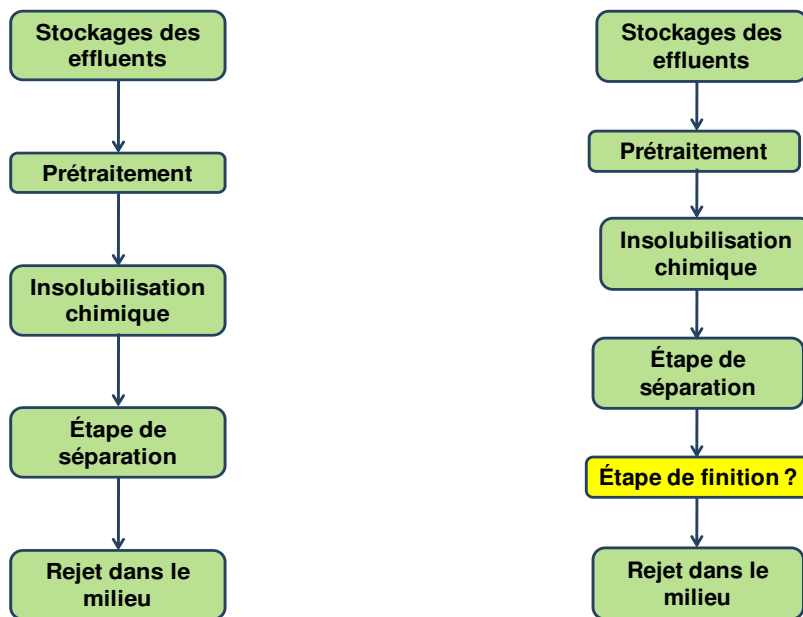 Stockages des
effluents
Prétraitement
Insolubilisation
chimique
Étape de
séparation
Rejet dans le
milieu
Stockages des
effluents
Prétraitement
Insolubilisation
chimique
Étape de
séparation
Étape de finition ?
Rejet dans le
milieu